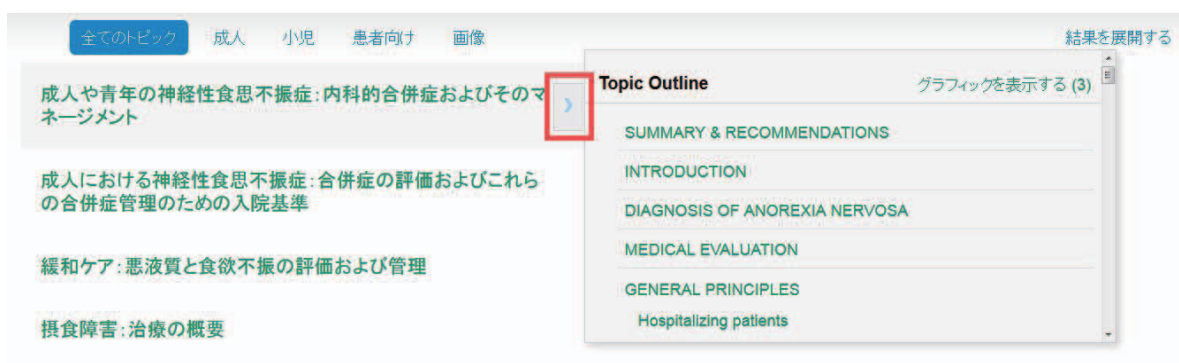 全てのトピック 成人 小児 患者向け 画像 結果を展開する
成人や青年の神経性食思不振症：内科的合併症およびそのマ
ネージメント
成人における神経性食思不振症：合併症の評価およびこれら
の合併症管理のための入院基準
緩和ケア：悪液質と食欲不振の評価および管理
摂食障害：治療の概要
Topic Outline グラフィックを表示する (3)
SUMMARY & RECOMMENDATIONS
INTRODUCTION
DIAGNOSIS OF ANOREXIA NERVOSA
MEDICAL EVALUATION
GENERAL PRINCIPLES
Hospitalizing patients